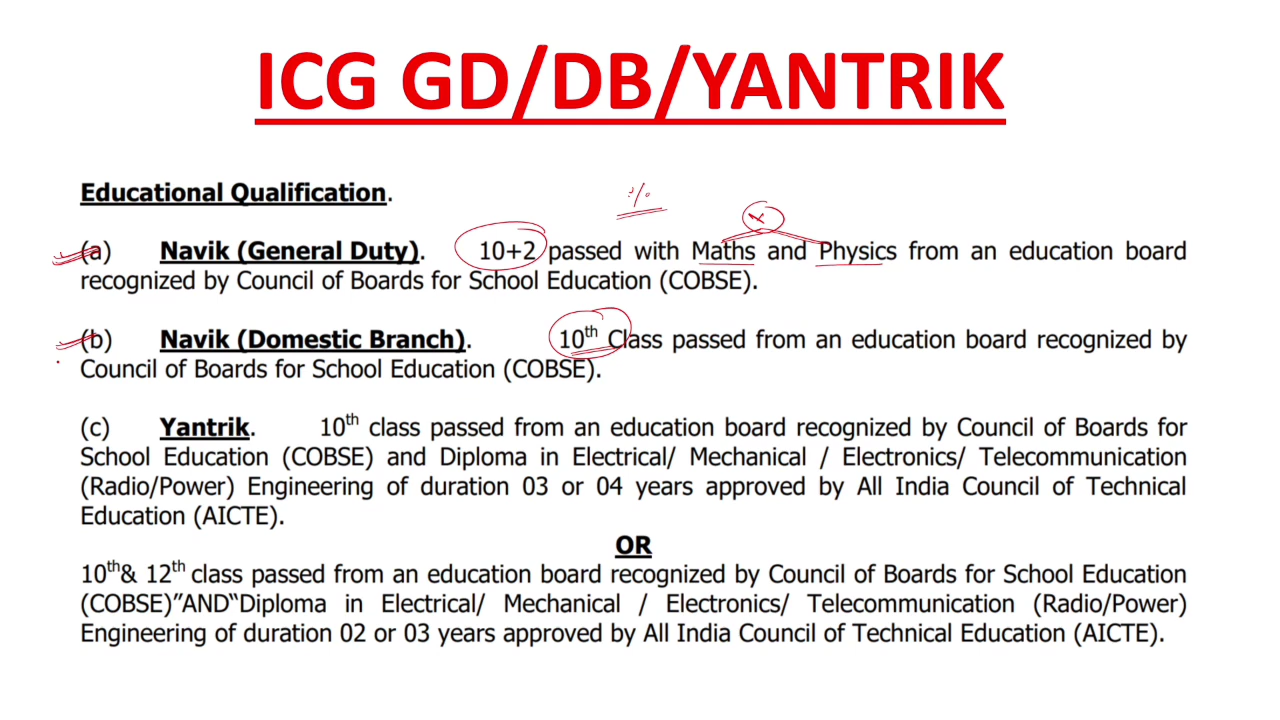 ICG GD/DB/YANTRIK
Educational Qualification.
%
(a) Navik (General Duty). 10+2 passed with Maths and Physics from an education board
recognized by Council of Boards for School Education (COBSE).
(b) Navik (Domestic Branch). 10th Class passed from an education board recognized by
Council of Boards for School Education (COBSE).
(c) Yantrik. 10th class passed from an education board recognized by Council of Boards for
School Education (COBSE) and Diploma in Electrical/ Mechanical / Electronics/ Telecommunication
(Radio/Power) Engineering of duration 03 or 04 years approved by All India Council of Technical
Education (AICTE).
OR
10th& 12th class passed from an education board recognized by Council of Boards for School Education
(COBSE)”AND“Diploma in Electrical/ Mechanical / Electronics/ Telecommunication (Radio/Power)
Engineering of duration 02 or 03 years approved by All India Council of Technical Education (AICTE).